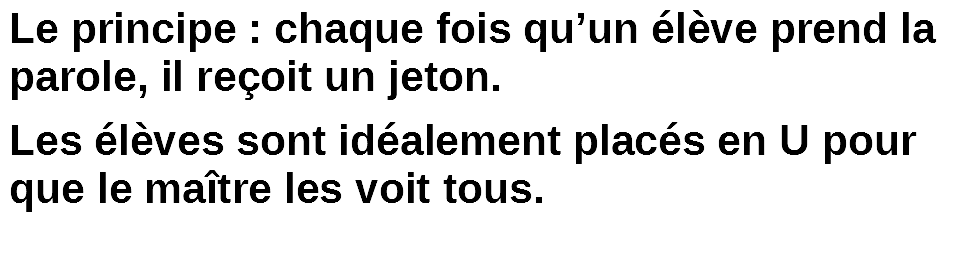 Le principe : chaque fois qu’un élève prend la
parole, il reçoit un jeton.
Les élèves sont idéalement placés en U pour
que le maître les voit tous.